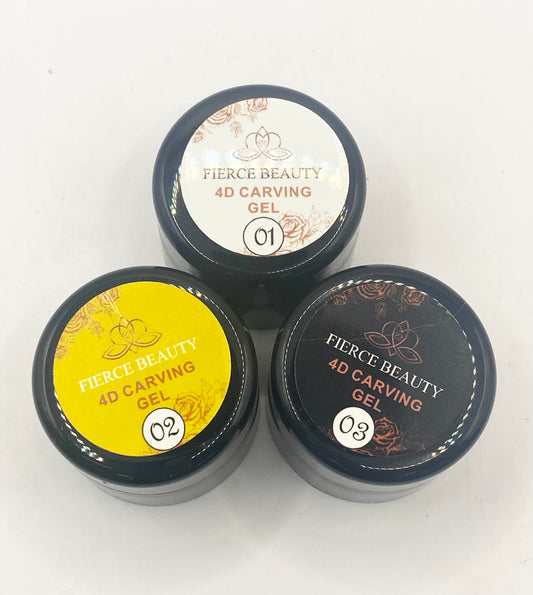 FIERCE BEAUTY
4D CARVING
GEL
01
FIERCE BEAUTY
4D CARVING
GEL
02
FIERCE BEAUTY
4D CARVING
GEL
03